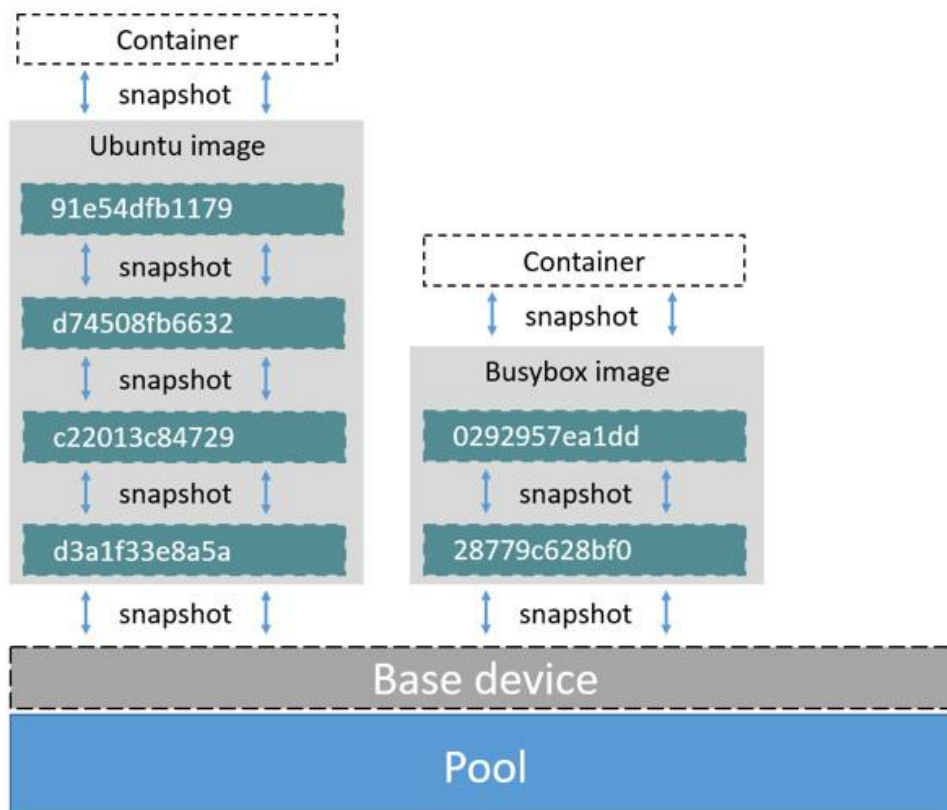 Container
snapshot
Ubuntu image
91e54dfb1179
snapshot
d74508fb6632
snapshot
c22013c84729
snapshot
d3a1f33e8a5a
snapshot
Container
snapshot
Busybox image
0292957ea1dd
snapshot
28779c628bf0
snapshot
Base device
Pool